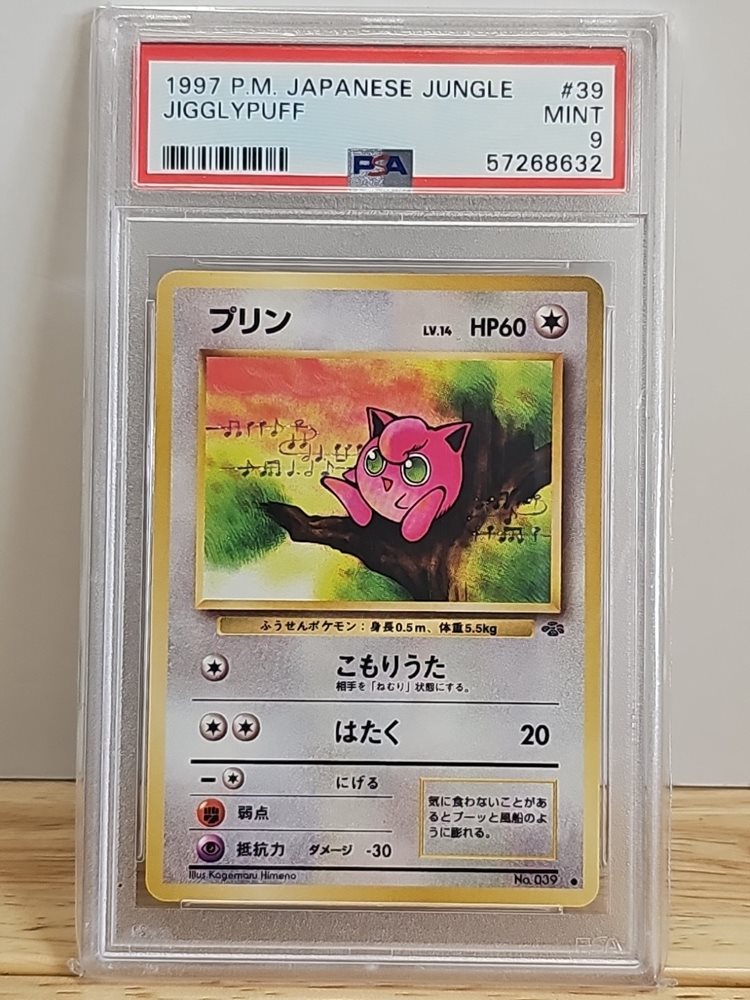 1997 P.M. JAPANESE JUNGLE #39
JIGGLYPUFF MINT
9
PSA 57268632
プリン LV.14 HP60
ふうせんポケモン：身長0.5m、体重5.5kg
こもりうた
相手を「ねむり」状態にする。
はたく 20
にげる
弱点
抵抗力 ダメージ -30
気に食わないことがあ
るとプーッと風船のよ
うに膨れる。
Illus. Kagemaru Himeno No. 039
PSA